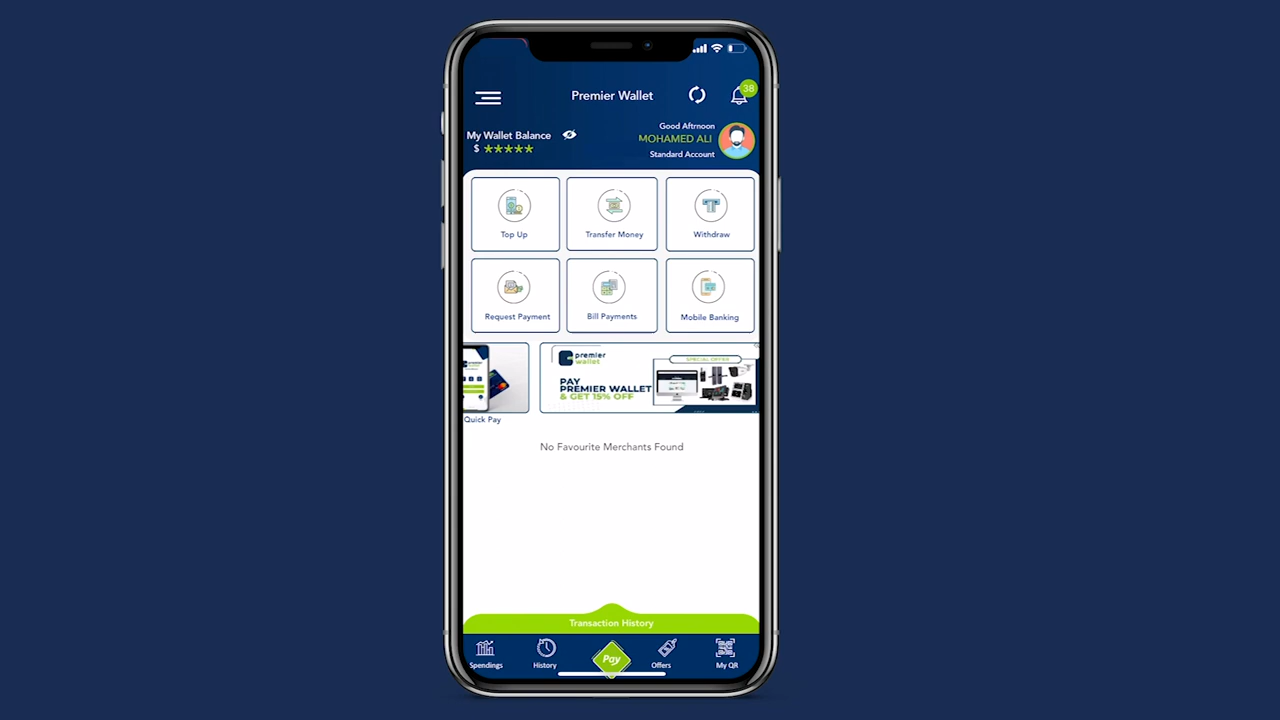 Premier Wallet
38
My Wallet Balance
$ *****
Good Aftrnoon
MOHAMED ALI
Standard Account
Top Up
Transfer Money
Withdraw
Request Payment
Bill Payments
Mobile Banking
premier
wallet
PAY
PREMIER WALLET
& GET 15% OFF
SPECIAL OFFER
Quick Pay
No Favourite Merchants Found
Transaction History
Spendings
History
Pay
Offers
My QR